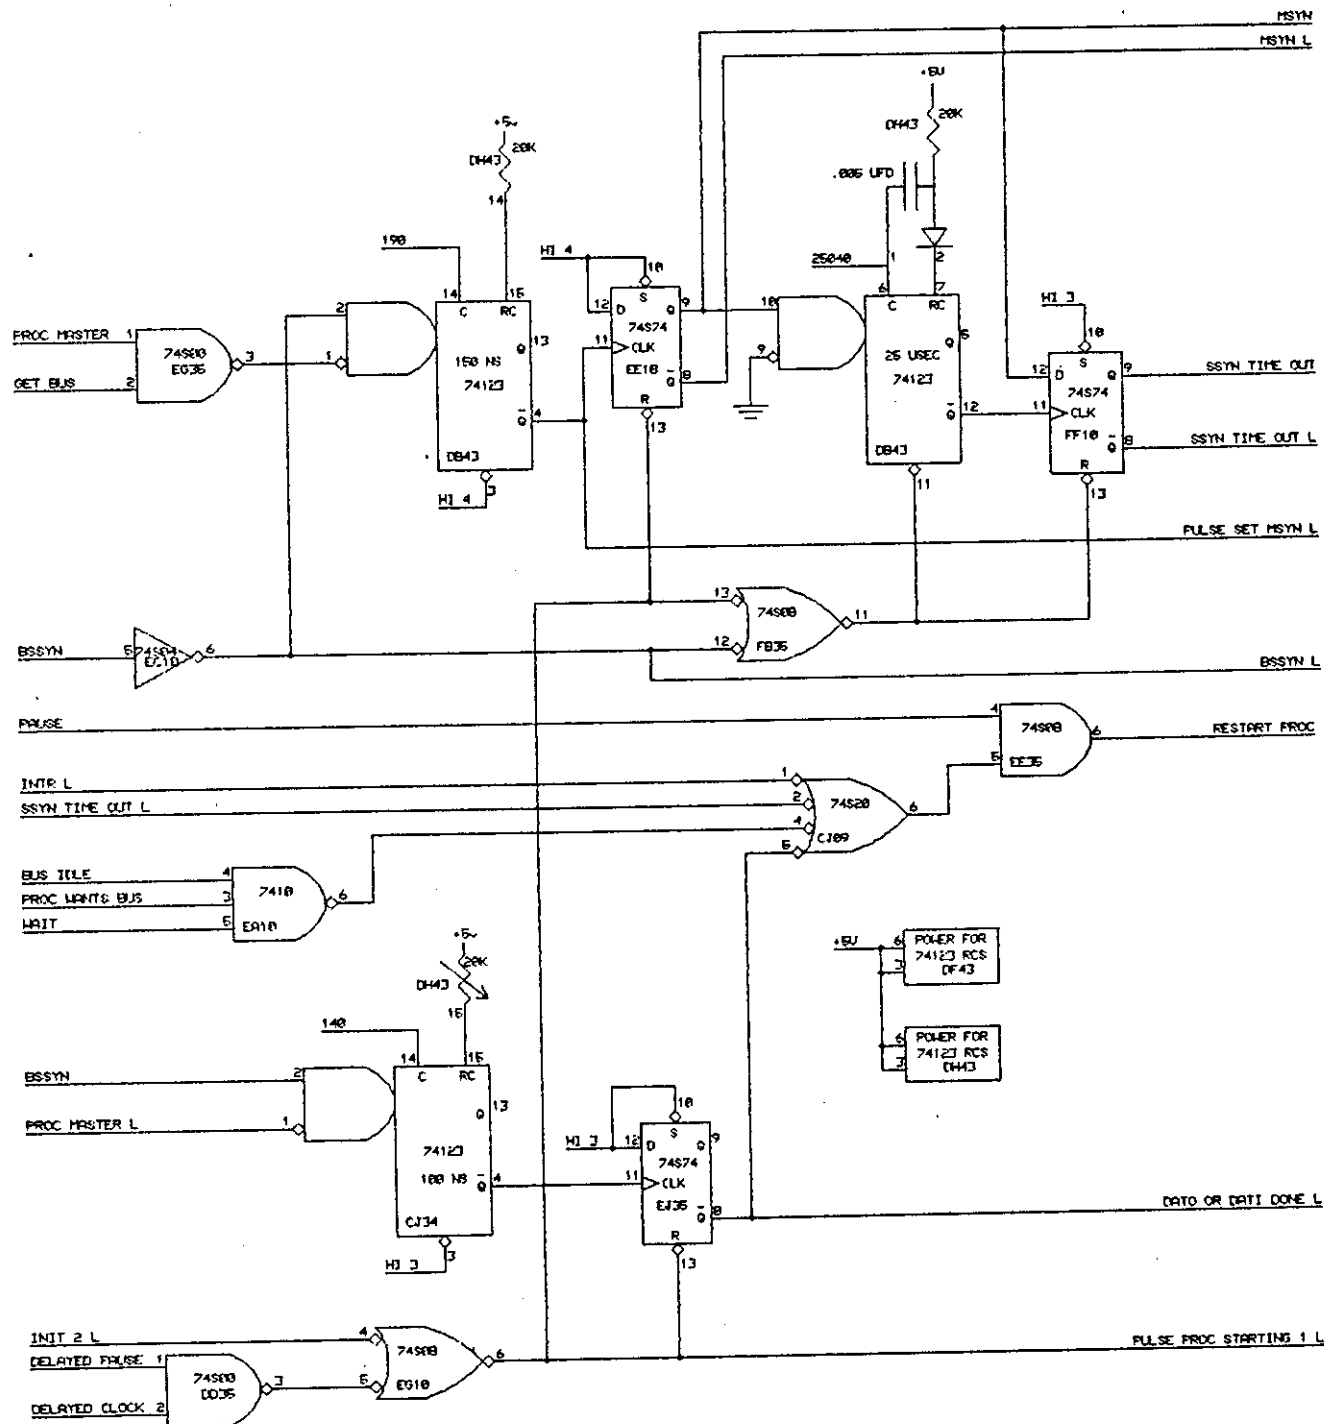 MSYN
MSYN L
+5V
20K
DH43
.005 UFD
1
2
+5v
20K
DH43
14
190
14
15
C
RC
HI 4
10
S
12
D
Q
9
74S74
11
CLK
EE10
Q
8
R
13
25040
6
7
C
RC
10
9
25 USEC
74123
Q
5
Q
12
DB43
11
HI 3
10
S
12
D
Q
9
74S74
11
CLK
FF10
Q
8
R
13
SSYN TIME OUT
SSYN TIME OUT L
PROC MASTER
1
74S00
3
EG35
GET BUS
2
2
1
13
Q
150 NS
74123
Q
4
DB43
3
HI 4
PULSE SET MSYN L
13
74S08
11
12
FB35
BSSYN
5
74S04
6
EC10
BSSYN L
PAUSE
4
74S08
6
RESTART PROC
5
EE35
INTR L
1
SSYN TIME OUT L
2
74S20
6
4
CJ09
5
BUS IDLE
4
PROC WANTS BUS
3
7410
6
WAIT
5
EA10
+5V
6
POWER FOR
3
74123 RCS
DF43
6
POWER FOR
3
74123 RCS
DH43
+5v
20K
DH43
15
140
14
15
C
RC
BSSYN
2
13
Q
PROC MASTER L
1
74123
100 NS
Q
4
CJ34
3
HI 3
HI 3
10
S
12
D
Q
9
74S74
11
CLK
EJ35
Q
8
R
13
DATO OR DATI DONE L
INIT 2 L
4
74S08
6
PULSE PROC STARTING 1 L
DELAYED PAUSE
1
5
EG10
74S00
3
DD35
DELAYED CLOCK
2